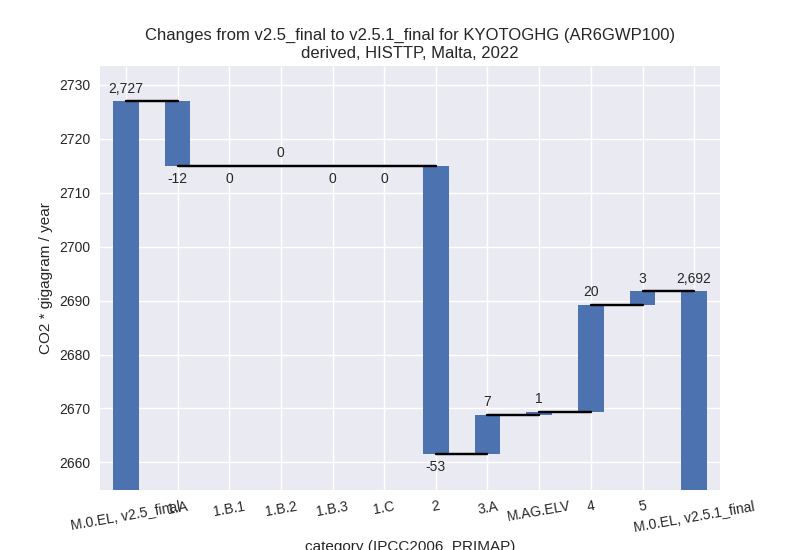 Changes from v2.5_final to v2.5.1_final for KYOTOGHG (AR6GWP100)
derived, HISTTP, Malta, 2022
CO2 * gigagram / year
2730
2720
2710
2700
2690
2680
2670
2660
2,727
-12
0
0
0
0
-53
7
1
20
3
2,692
M.0.EL, v2.5_final
1.A
1.B.1
1.B.2
1.B.3
1.C
2
3.A
M.AG.ELV
4
5
M.0.EL, v2.5.1_final
category (IPCC2006_PRIMAP)